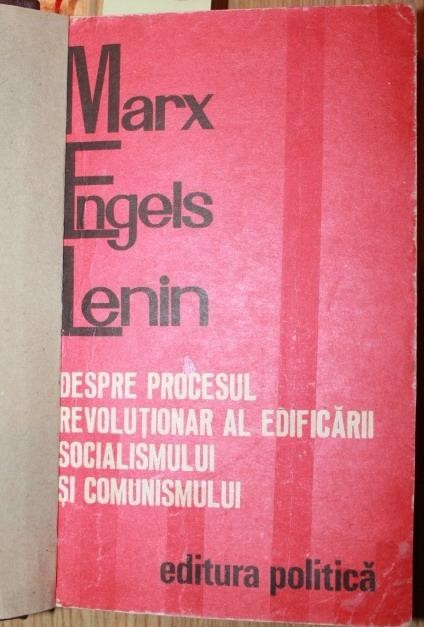 Marx
Engels
Lenin
DESPRE PROCESUL
REVOLUȚIONAR AL EDIFICĂRII
SOCIALISMULUI
ȘI COMUNISMULUI
editura politică